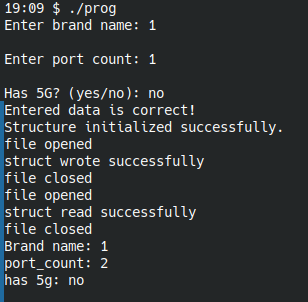 19:09 $ ./prog
Enter brand name: 1
Enter port count: 1
Has 5G? (yes/no): no
Entered data is correct!
Structure initialized successfully.
file opened
struct wrote successfully
file closed
file opened
struct read successfully
file closed
Brand name: 1
port_count: 2
has 5g: no